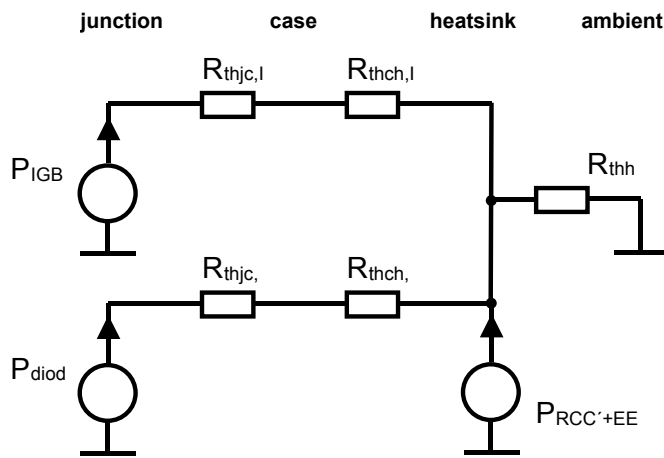 junction case heatsink ambient
Rthjc,I Rthch,I
PIGB
Rthh
Rthjc, Rthch,
Pdiod
PRCC´+EE